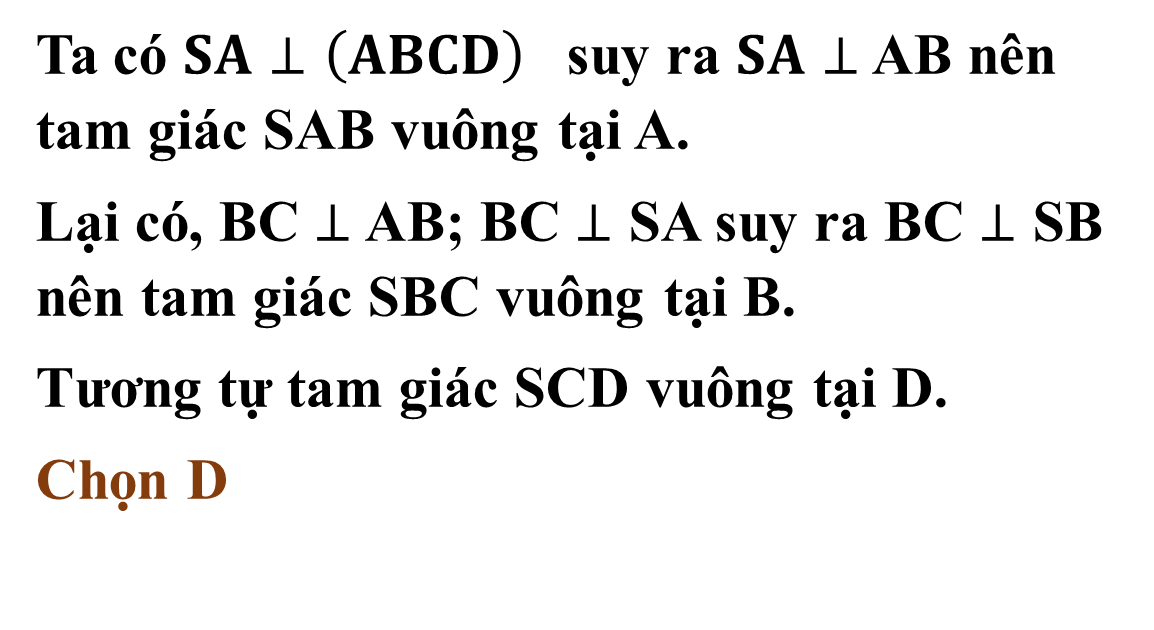 Ta có SA ⊥ (ABCD) suy ra SA ⊥ AB nên
tam giác SAB vuông tại A.
Lại có, BC ⊥ AB; BC ⊥ SA suy ra BC ⊥ SB
nên tam giác SBC vuông tại B.
Tương tự tam giác SCD vuông tại D.
Chọn D